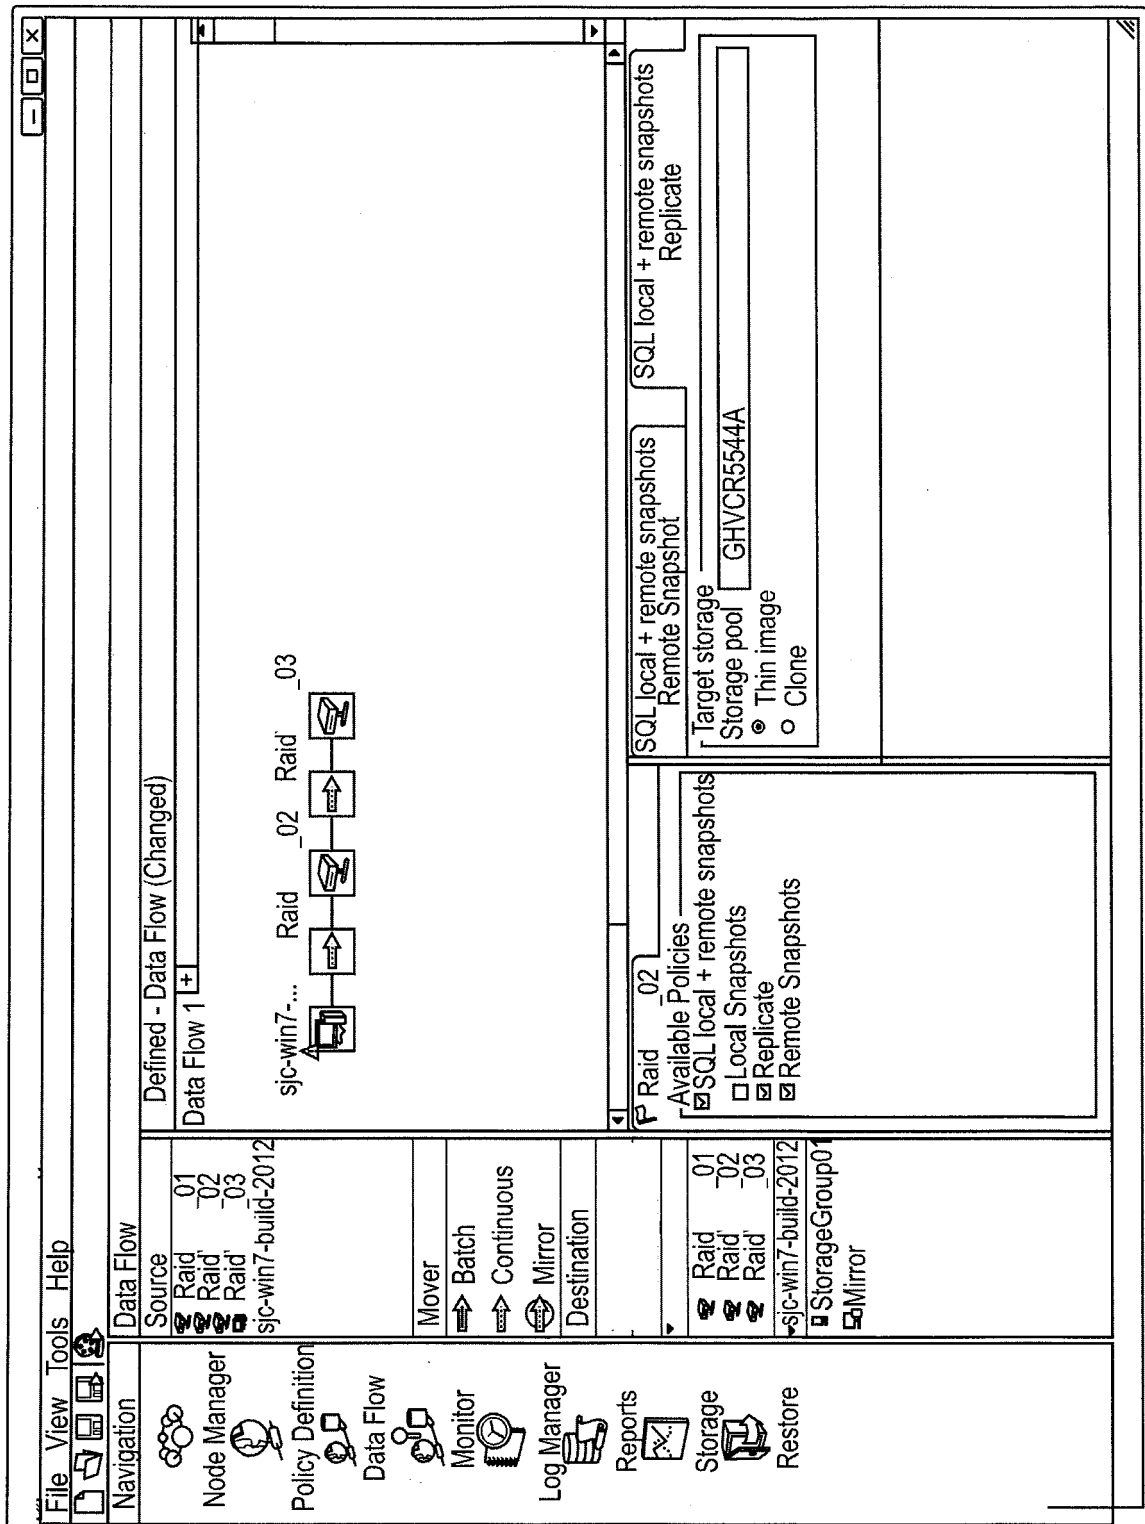 File View Tools Help
Navigation
Node Manager
Policy Definition
Data Flow
Monitor
Log Manager
Reports
Storage
Restore
Data Flow
Source
Raid _01
Raid' _02
Raid' _03
sjc-win7-build-2012
Mover
Batch
Continuous
Mirror
Destination
Raid _01
Raid' _02
Raid' _03
sjc-win7-build-2012
StorageGroup01
Mirror
Defined - Data Flow (Changed)
Data Flow 1 +
sjc-win7-...
Raid _02
Raid' _03
Raid _02
Available Policies
SQL local + remote snapshots
Local Snapshots
Replicate
Remote Snapshots
SQL local + remote snapshots
Remote Snapshot
SQL local + remote snapshots
Replicate
Target storage
Storage pool GHVCR5544A
Thin image
Clone